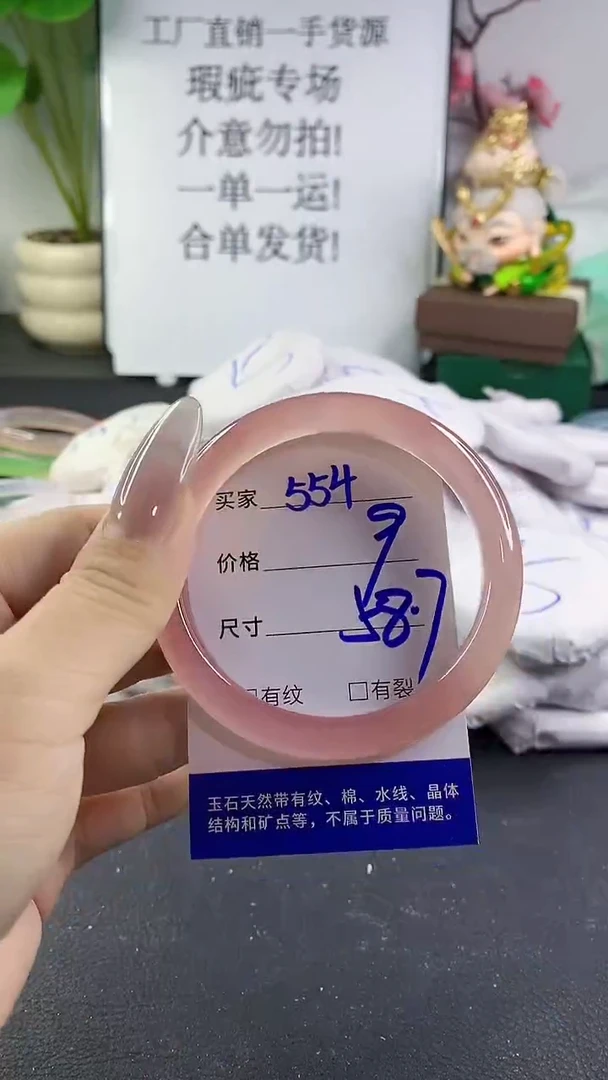 工厂直销一手货源
瑕疵专场
介意勿拍!
一单一运!
合单发货!
买家 554
价格 9
尺寸 58.7
□有纹 □有裂
玉石天然带有纹、棉、水线、晶体
结构和矿点等，不属于质量问题。